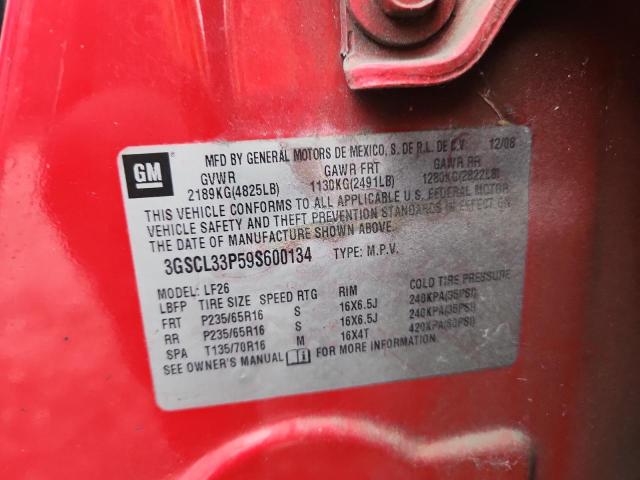 GM
MFD BY GENERAL MOTORS DE MEXICO, S. DE R.L. DE C.V. 12/08
GVWR GAWR FRT GAWR RR
2189KG(4825LB) 1130KG(2491LB) 1280KG(2822LB)
THIS VEHICLE CONFORMS TO ALL APPLICABLE U.S. FEDERAL MOTOR
VEHICLE SAFETY AND THEFT PREVENTION STANDARDS IN EFFECT ON
THE DATE OF MANUFACTURE SHOWN ABOVE.
3GSCL33P59S600134 TYPE: M.P.V.
MODEL: LF26
LBFP TIRE SIZE SPEED RTG RIM COLD TIRE PRESSURE
FRT P235/65R16 S 16X6.5J 240KPA(35PSI)
RR P235/65R16 S 16X6.5J 240KPA(35PSI)
SPA T135/70R16 M 16X4T 420KPA(60PSI)
SEE OWNER'S MANUAL i FOR MORE INFORMATION